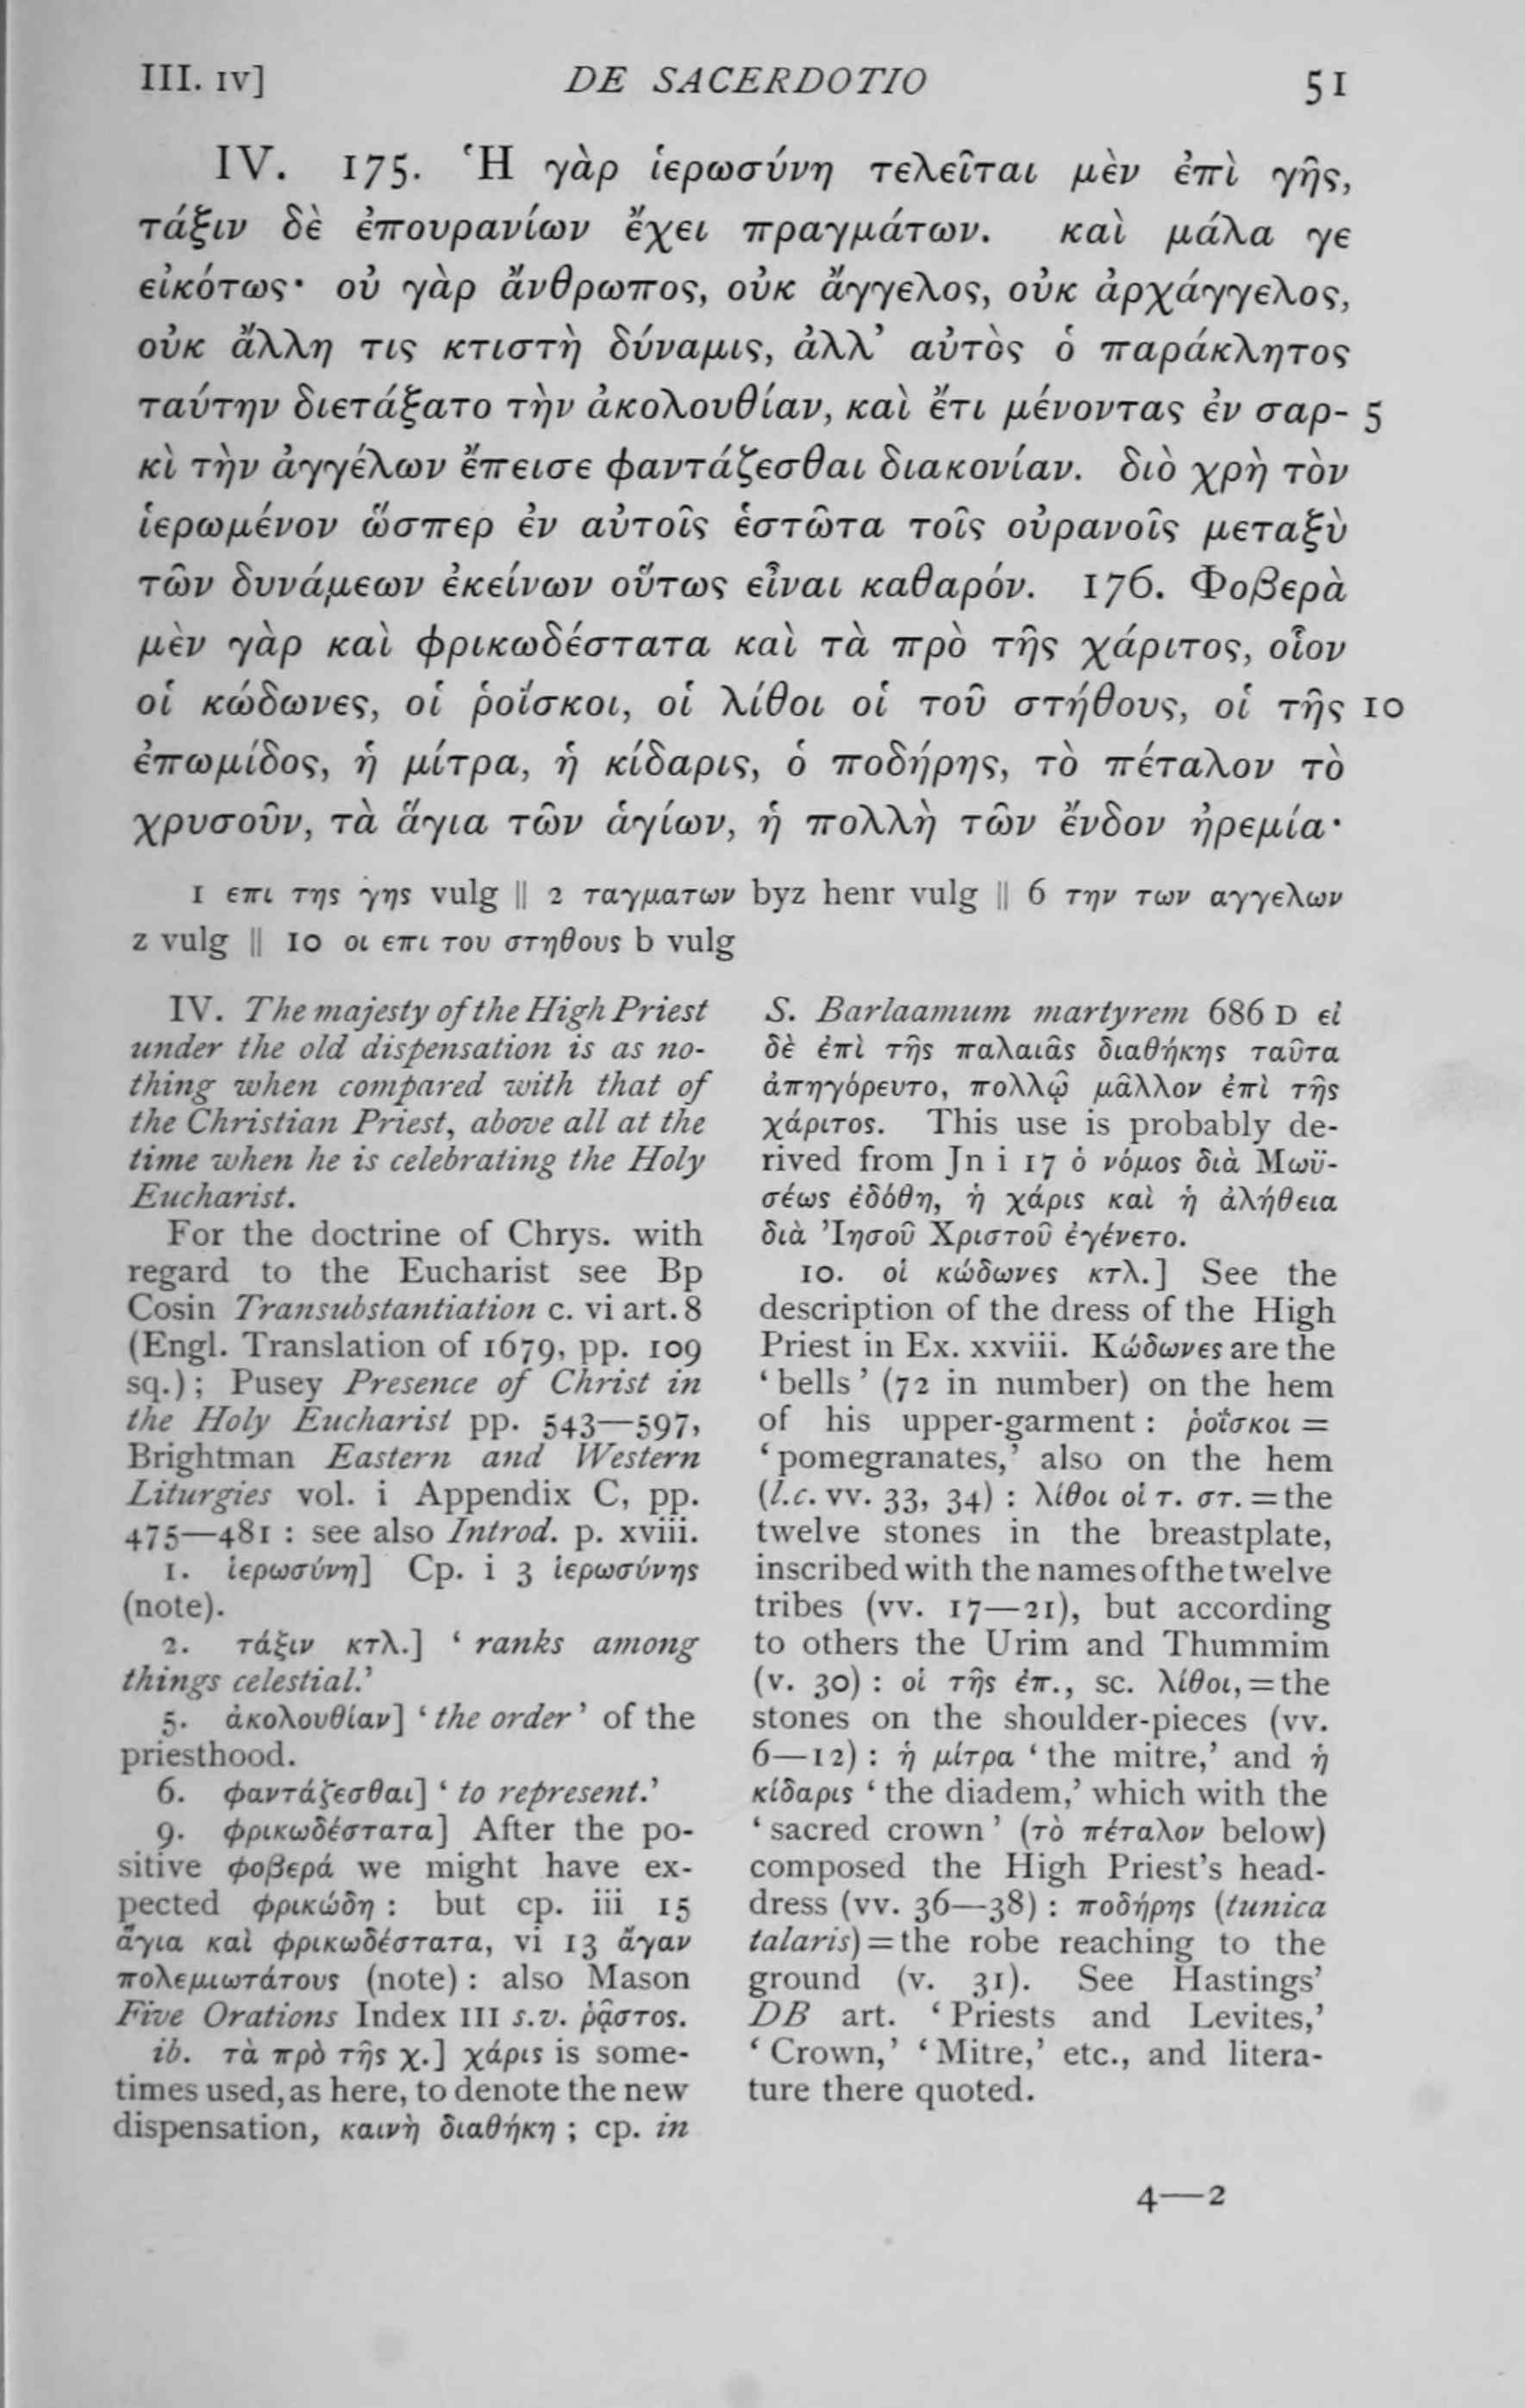 III. IV] DE SACERDOTIO 51
IV. 175. Ἡ γὰρ ἱερωσύνη τελεῖται μὲν ἐπὶ γῆς,
τάξιν δὲ ἐπουρανίων ἔχει πραγμάτων. καὶ μάλα γε
εἰκότως· οὐ γὰρ ἄνθρωπος, οὐκ ἄγγελος, οὐκ ἀρχάγγελος,
οὐκ ἄλλη τις κτιστὴ δύναμις, ἀλλ’ αὐτὸς ὁ παράκλητος
ταύτην διετάξατο τὴν ἀκολουθίαν, καὶ ἔτι μένοντας ἐν σαρ- 5
κὶ τὴν ἀγγέλων ἔπεισε φαντάζεσθαι διακονίαν. διὸ χρὴ τὸν
ἱερωμένον ὥσπερ ἐν αὐτοῖς ἑστῶτα τοῖς οὐρανοῖς μεταξὺ
τῶν δυνάμεων ἐκείνων οὕτως εἶναι καθαρόν. 176. Φοβερὰ
μὲν γὰρ καὶ φρικωδέστατα καὶ τὰ πρὸ τῆς χάριτος, οἷον
οἱ κώδωνες, οἱ ῥοΐσκοι, οἱ λίθοι οἱ τοῦ στήθους, οἱ τῆς 10
ἐπωμίδος, ἡ μίτρα, ἡ κίδαρις, ὁ ποδήρης, τὸ πέταλον τὸ
χρυσοῦν, τὰ ἅγια τῶν ἁγίων, ἡ πολλὴ τῶν ἔνδον ἠρεμία·
1 επι της γης vulg || 2 ταγματων byz henr vulg || 6 την των αγγελων
z vulg || 10 οι επι του στηθους b vulg
IV. The majesty of the High Priest
under the old dispensation is as no-
thing when compared with that of
the Christian Priest, above all at the
time when he is celebrating the Holy
Eucharist.
For the doctrine of Chrys. with
regard to the Eucharist see Bp
Cosin Transubstantiation c. vi art. 8
(Engl. Translation of 1679, pp. 109
sq.); Pusey Presence of Christ in
the Holy Eucharist pp. 543—597,
Brightman Eastern and Western
Liturgies vol. i Appendix C, pp.
475—481 : see also Introd. p. xviii.
1. ἱερωσύνη] Cp. i 3 ἱερωσύνης
(note).
2. τάξιν κτλ.] ‘ranks among
things celestial.’
5. ἀκολουθίαν] ‘the order’ of the
priesthood.
6. φαντάζεσθαι] ‘to represent.’
9. φρικωδέστατα] After the po-
sitive φοβερά we might have ex-
pected φρικώδη : but cp. iii 15
ἅγια καὶ φρικωδέστατα, vi 13 ἄγαν
πολεμιωτάτους (note) : also Mason
Five Orations Index III s.v. ῥᾷστος.
ib. τὰ πρὸ τῆς χ.] χάρις is some-
times used, as here, to denote the new
dispensation, καινὴ διαθήκη ; cp. in
S. Barlaamum martyrem 686 D εἰ
δὲ ἐπὶ τῆς παλαιᾶς διαθήκης ταῦτα
ἀπηγόρευτο, πολλῷ μᾶλλον ἐπὶ τῆς
χάριτος. This use is probably de-
rived from Jn i 17 ὁ νόμος διὰ Μωϋ-
σέως ἐδόθη, ἡ χάρις καὶ ἡ ἀλήθεια
διὰ Ἰησοῦ Χριστοῦ ἐγένετο.
10. οἱ κώδωνες κτλ.] See the
description of the dress of the High
Priest in Ex. xxviii. Κώδωνες are the
‘bells’ (72 in number) on the hem
of his upper-garment : ῥοΐσκοι =
‘pomegranates,’ also on the hem
(l.c. vv. 33, 34) : λίθοι οἱ τ. στ. = the
twelve stones in the breastplate,
inscribed with the names of the twelve
tribes (vv. 17—21), but according
to others the Urim and Thummim
(v. 30) : οἱ τῆς ἐπ., sc. λίθοι, = the
stones on the shoulder-pieces (vv.
6—12) : ἡ μίτρα ‘the mitre,’ and ἡ
κίδαρις ‘the diadem,’ which with the
‘sacred crown’ (τὸ πέταλον below)
composed the High Priest’s head-
dress (vv. 36—38) : ποδήρης (tunica
talaris) = the robe reaching to the
ground (v. 31). See Hastings’
DB art. ‘Priests and Levites,’
‘Crown,’ ‘Mitre,’ etc., and litera-
ture there quoted.
4—2